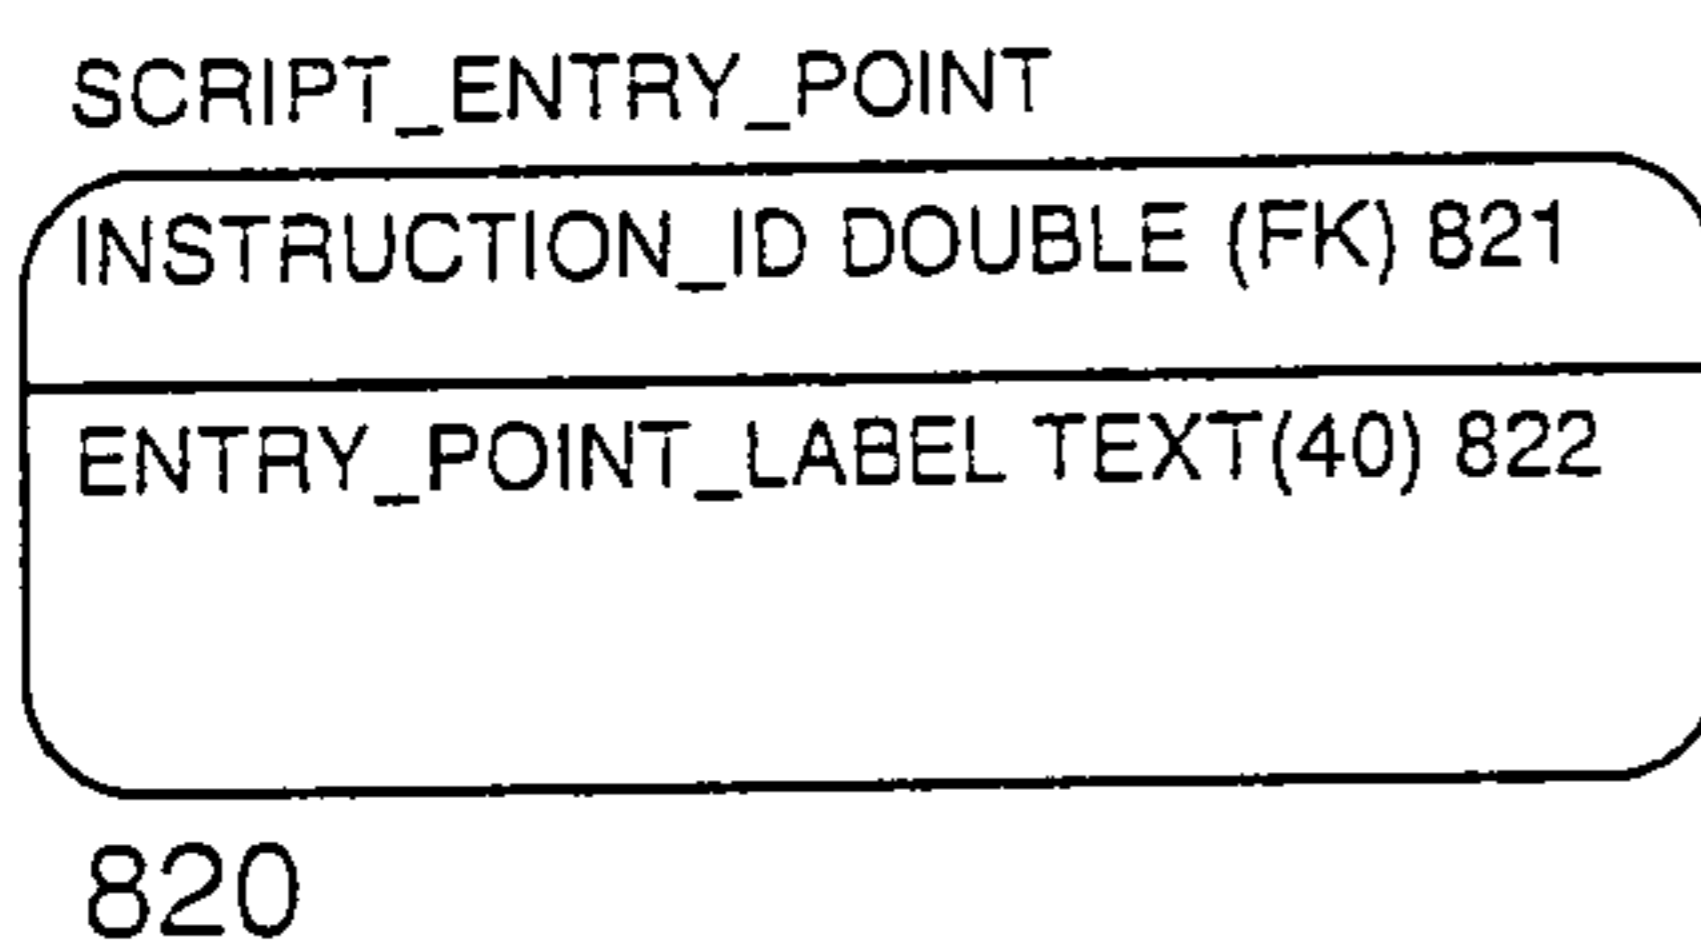 SCRIPT_ENTRY_POINT
INSTRUCTION_ID DOUBLE (FK) 821
ENTRY_POINT_LABEL TEXT(40) 822
820